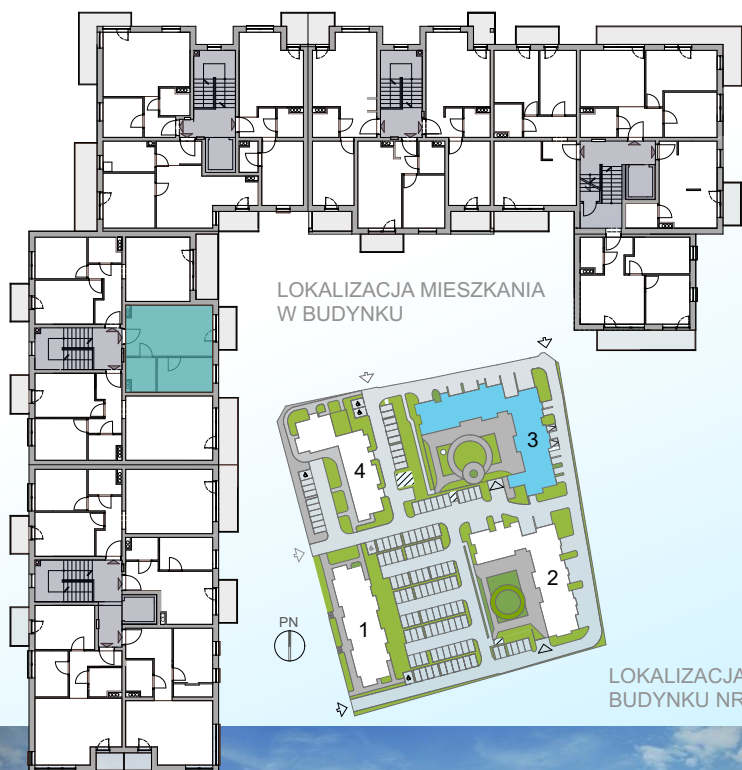 LOKALIZACJA MIESZKANIA
W BUDYNKU
3
4
2
1
PN
LOKALIZACJA
BUDYNKU NR